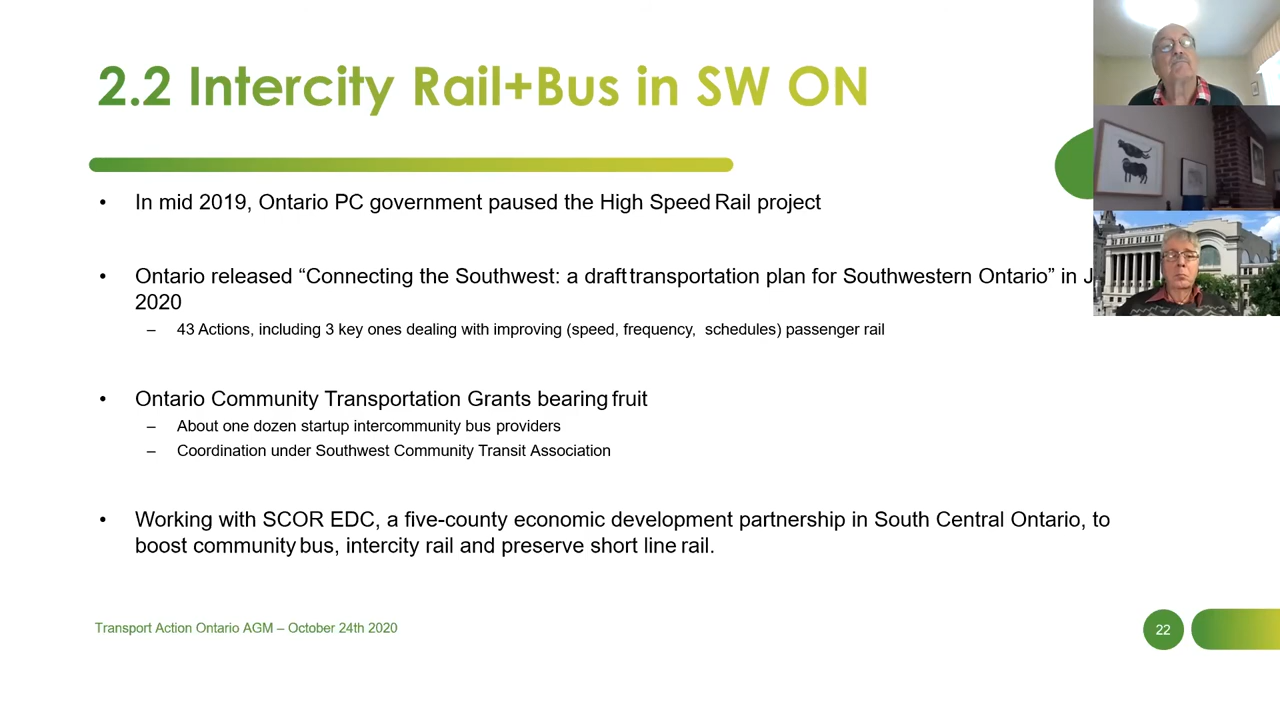 2.2 Intercity Rail+Bus in SW ON
• In mid 2019, Ontario PC government paused the High Speed Rail project
• Ontario released “Connecting the Southwest: a draft transportation plan for Southwestern Ontario” in
2020
– 43 Actions, including 3 key ones dealing with improving (speed, frequency, schedules) passenger rail
• Ontario Community Transportation Grants bearing fruit
– About one dozen startup intercommunity bus providers
– Coordination under Southwest Community Transit Association
• Working with SCOR EDC, a five-county economic development partnership in South Central Ontario, to
boost community bus, intercity rail and preserve short line rail.
Transport Action Ontario AGM – October 24th 2020
22